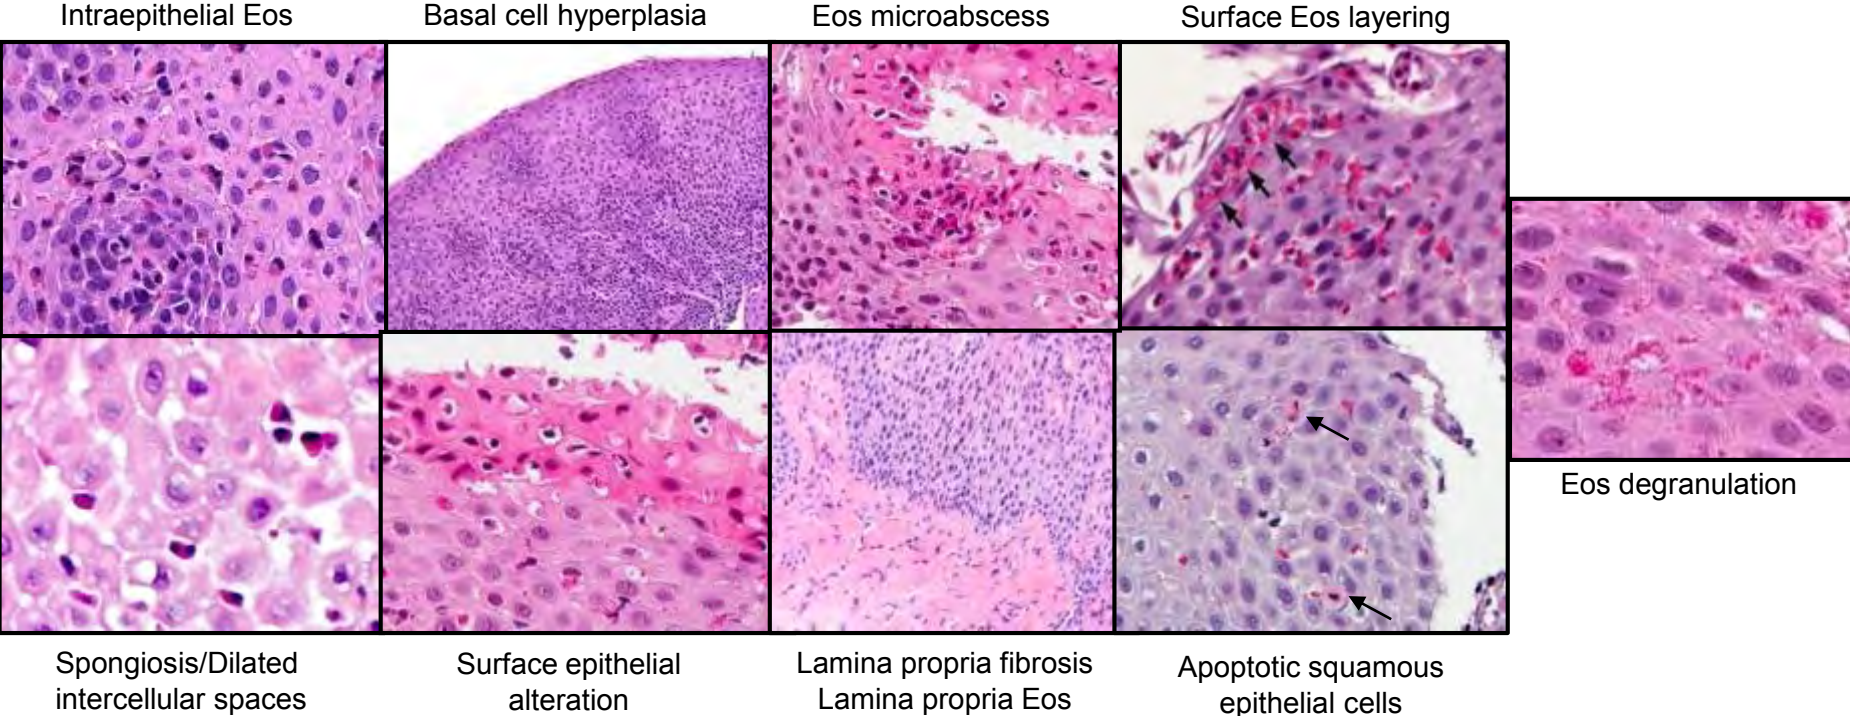 Intraepithelial Eos
Basal cell hyperplasia
Eos microabscess
Surface Eos layering
Eos degranulation
Spongiosis/Dilated
intercellular spaces
Surface epithelial
alteration
Lamina propria fibrosis
Lamina propria Eos
Apoptotic squamous
epithelial cells